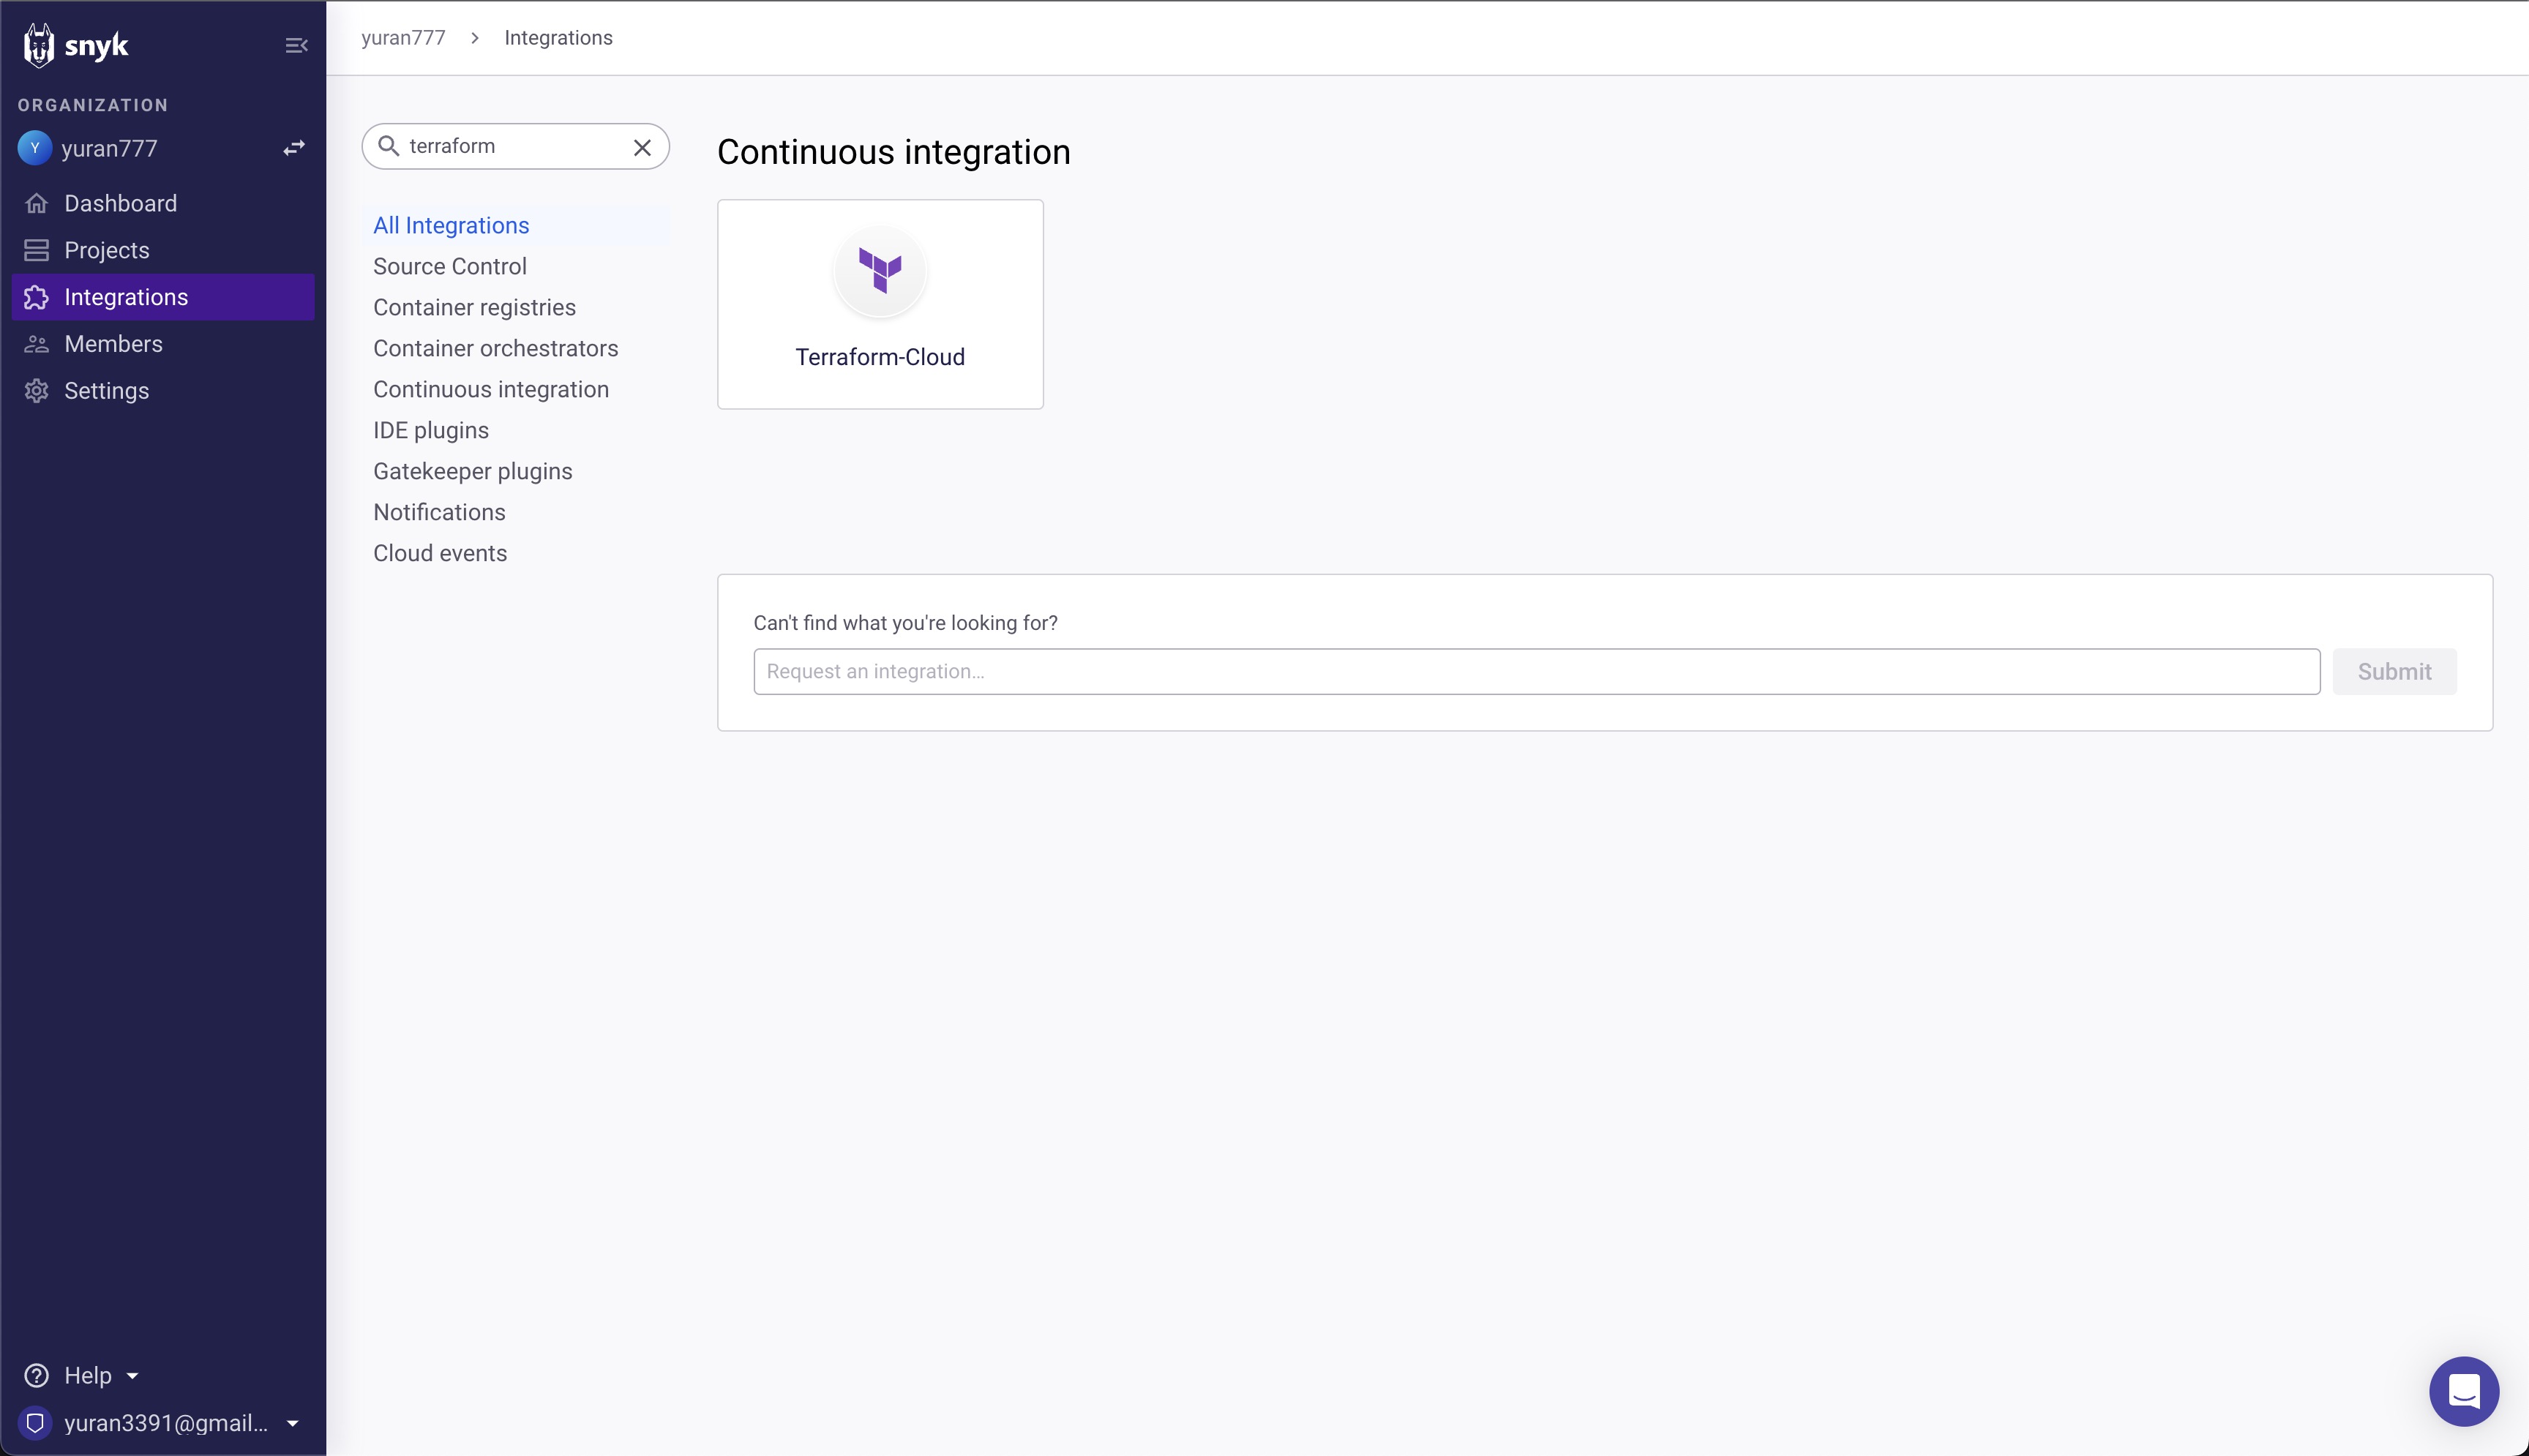 snyk
ORGANIZATION
Y yuran777
Dashboard
Projects
Integrations
Members
Settings
Help
yuran3391@gmail...
yuran777 > Integrations
terraform
All Integrations
Source Control
Container registries
Container orchestrators
Continuous integration
IDE plugins
Gatekeeper plugins
Notifications
Cloud events
Continuous integration
Terraform-Cloud
Can't find what you're looking for?
Request an integration...
Submit